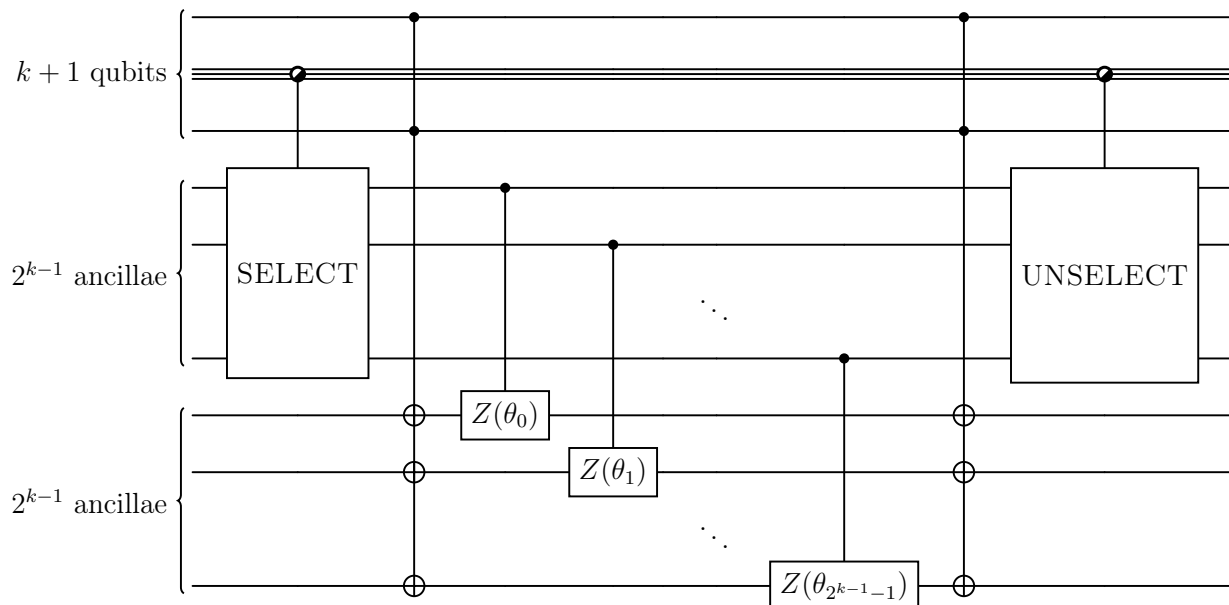 k + 1 qubits
2^{k−1} ancillae
SELECT
UNSELECT
⋱
Z(θ_0)
Z(θ_1)
2^{k−1} ancillae
⋱
Z(θ_{2^{k−1}−1})